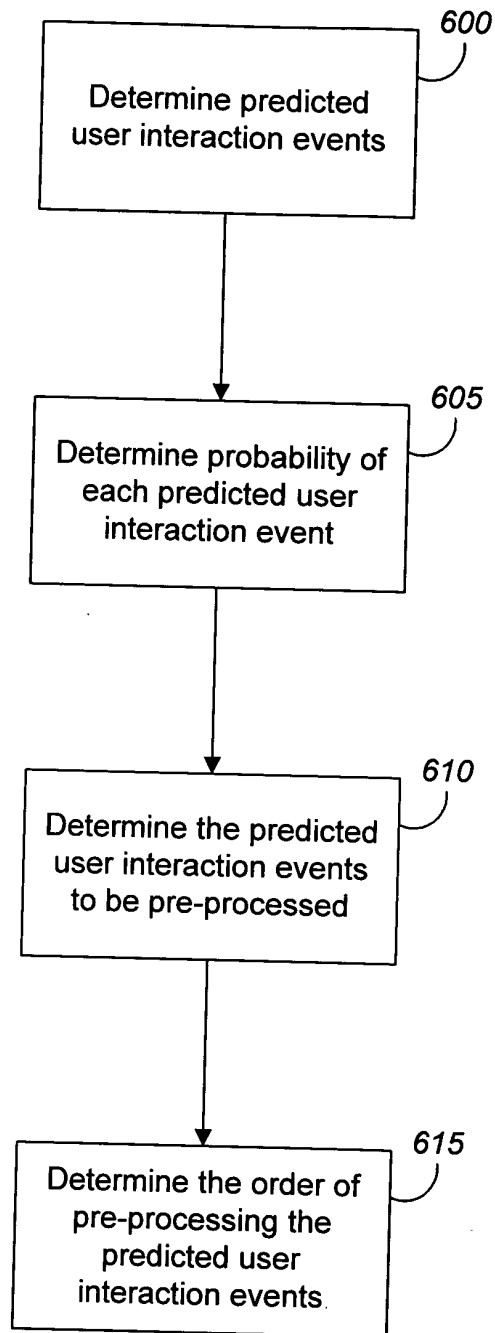 600
Determine predicted
user interaction events
605
Determine probability of
each predicted user
interaction event
610
Determine the predicted
user interaction events
to be pre-processed
615
Determine the order of
pre-processing the
predicted user
interaction events